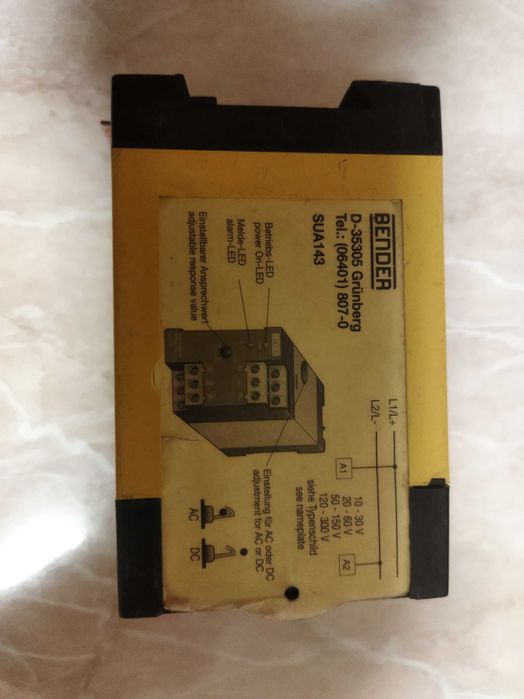 BENDER
D-35305 Grünberg
Tel.: (06401) 807-0
SUA143
Betriebs-LED
power On-LED
Melde-LED
alarm-LED
Einstellbarer Ansprechwert
adjustable response value
L1/L+
L2/L-
A1
10 - 30 V
20 - 60 V
50 - 150 V
120 - 300 V
siehe Typenschild
see nameplate
A2
Einstellung für AC oder DC
adjustment for AC or DC
AC
DC